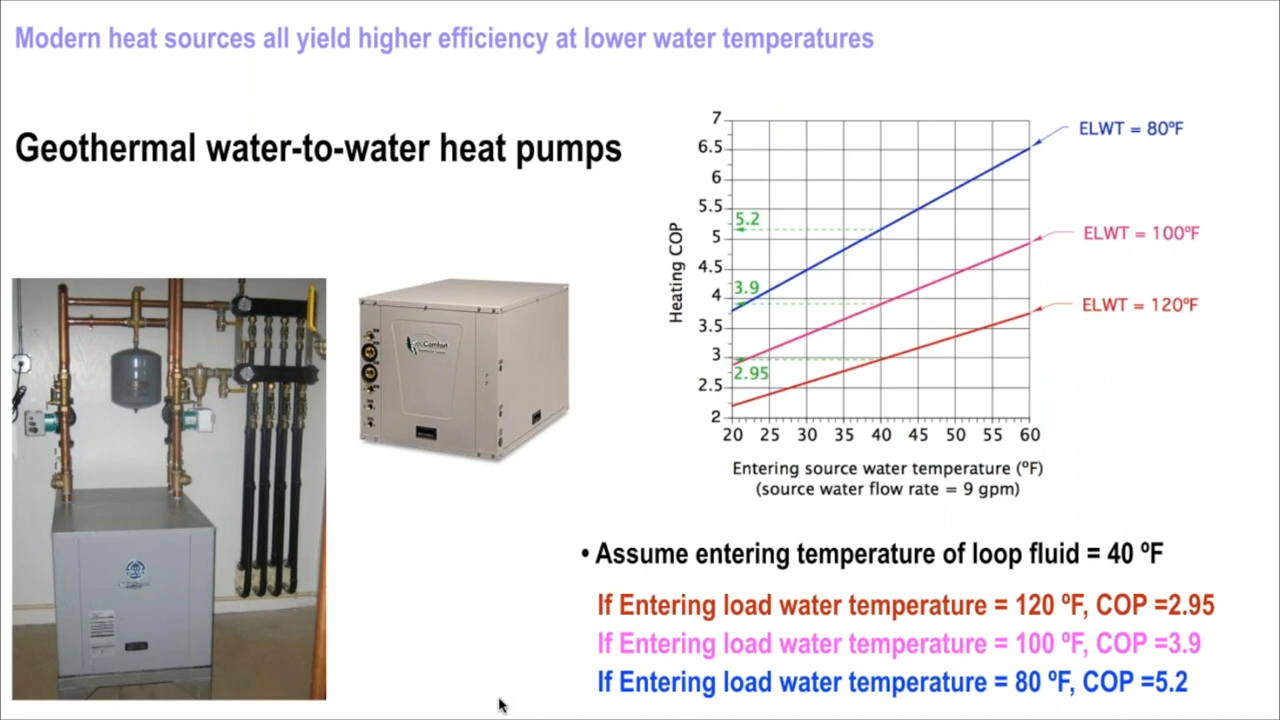 Modern heat sources all yield higher efficiency at lower water temperatures
Geothermal water-to-water heat pumps
7
6.5
6
5.5
5
4.5
4
3.5
3
2.5
2
Heating COP
5.2
3.9
2.95
ELWT = 80ºF
ELWT = 100ºF
ELWT = 120ºF
20 25 30 35 40 45 50 55 60
Entering source water temperature (ºF)
(source water flow rate = 9 gpm)
• Assume entering temperature of loop fluid = 40 ºF
If Entering load water temperature = 120 ºF, COP =2.95
If Entering load water temperature = 100 ºF, COP =3.9
If Entering load water temperature = 80 ºF, COP =5.2